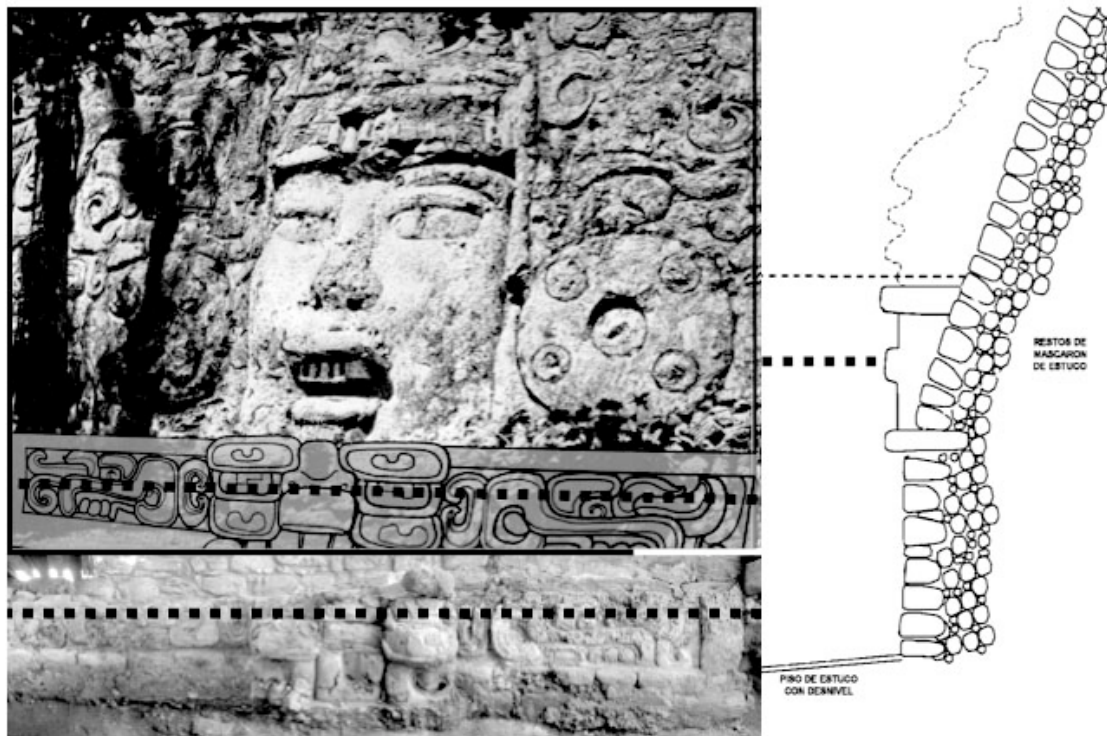 RESTOS DE
MASCARON
DE ESTUCO
PISO DE ESTUCO
CON DESNIVEL